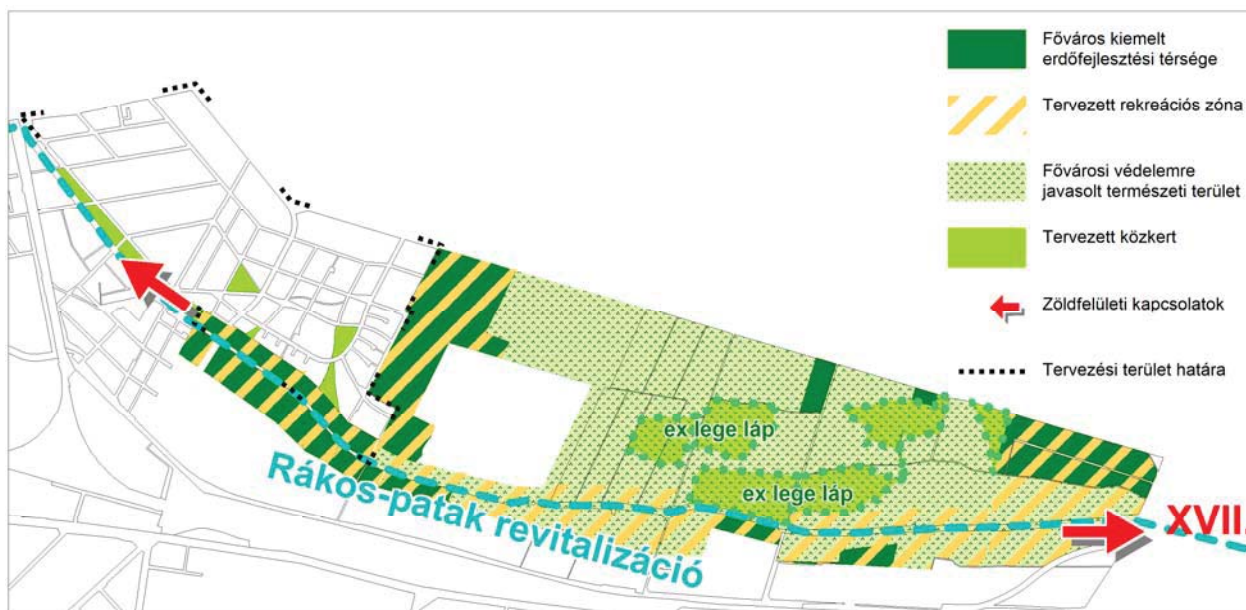 Főváros kiemelt
erdőfejlesztési térsége
Tervezett rekreációs zóna
Fővárosi védelemre
javasolt természeti terület
Tervezett közkert
Zöldfelületi kapcsolatok
Tervezési terület határa
ex lege láp
ex lege láp
Rákos-patak revitalizáció
XVII.